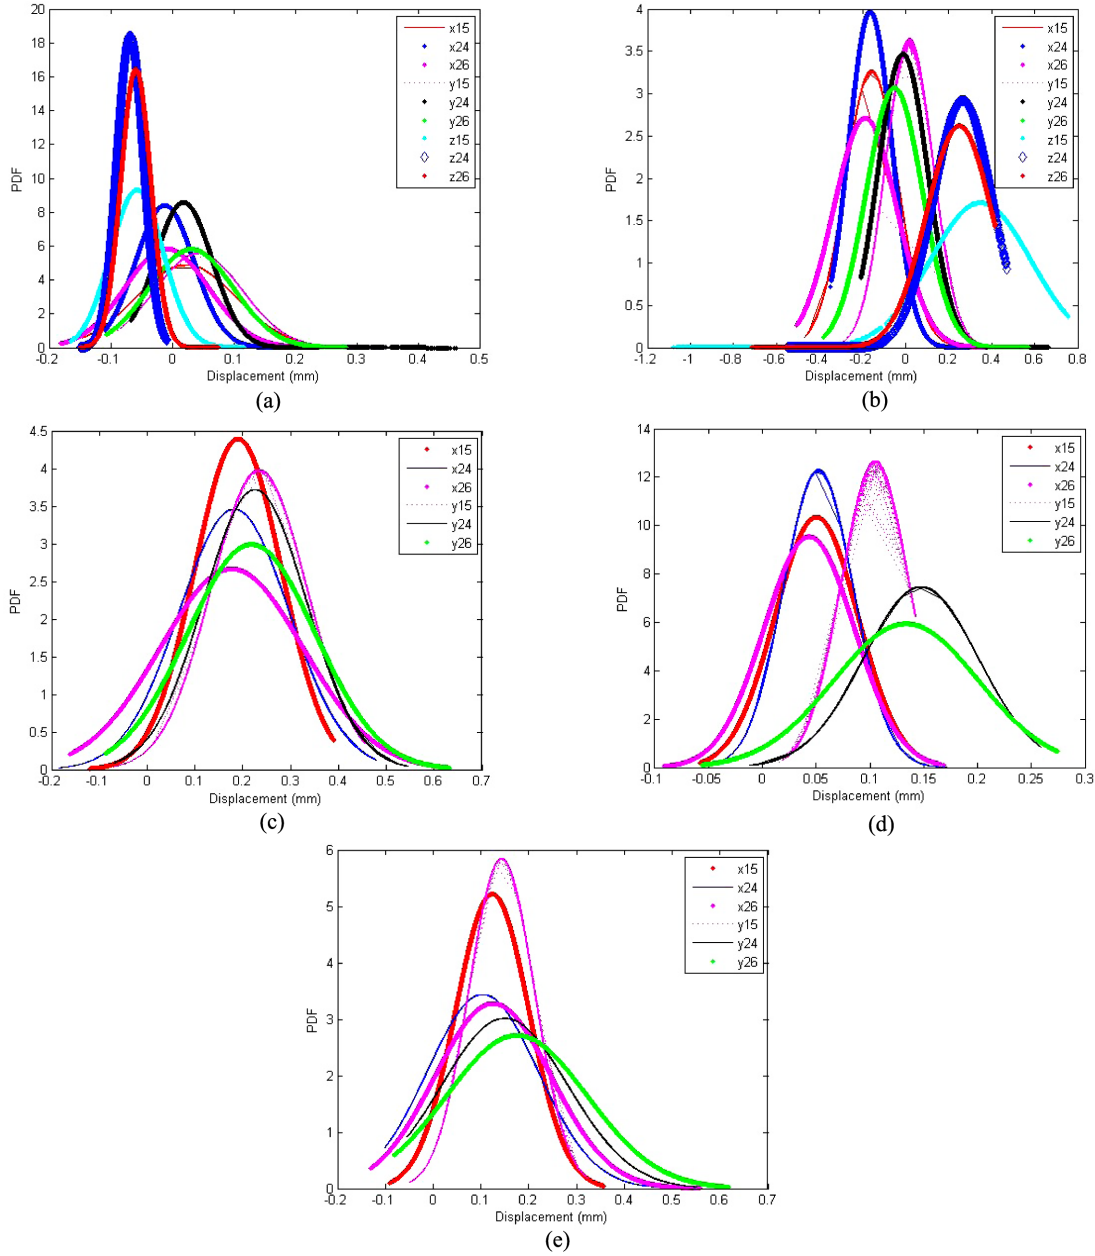 20
18
16
14
12
10
8
6
4
2
0
PDF
-0.2
-0.1
0
0.1
0.2
0.3
0.4
0.5
Displacement (mm)
x15
x24
x26
y15
y24
y26
z15
z24
z26
(a)
4
3.5
3
2.5
2
1.5
1
0.5
0
PDF
-1.2
-1
-0.8
-0.6
-0.4
-0.2
0
0.2
0.4
0.6
0.8
Displacement (mm)
x15
x24
x26
y15
y24
y26
z15
z24
z26
(b)
4.5
4
3.5
3
2.5
2
1.5
1
0.5
0
PDF
-0.2
-0.1
0
0.1
0.2
0.3
0.4
0.5
0.6
0.7
Displacement (mm)
x15
x24
x26
y15
y24
y26
(c)
14
12
10
8
6
4
2
0
PDF
-0.1
-0.05
0
0.05
0.1
0.15
0.2
0.25
0.3
Displacement (mm)
x15
x24
x26
y15
y24
y26
(d)
6
5
4
3
2
1
0
PDF
-0.2
-0.1
0
0.1
0.2
0.3
0.4
0.5
0.6
0.7
Displacement (mm)
x15
x24
x26
y15
y24
y26
(e)